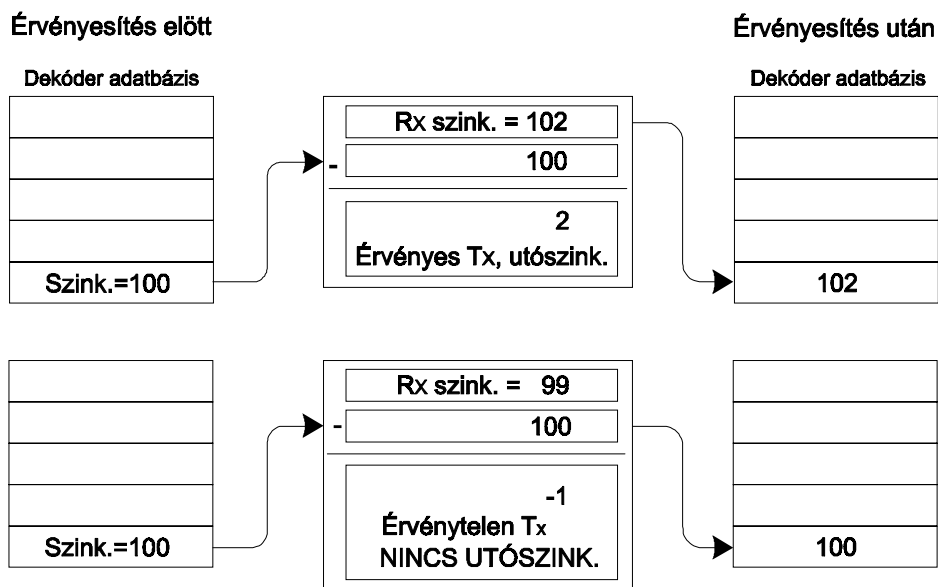 Érvényesítés elött
Érvényesítés után
Dekóder adatbázis
Dekóder adatbázis
Rx szink. = 102
- 100
2
Érvényes Tx, utószink.
Szink.=100
102
Rx szink. = 99
- 100
-1
Érvénytelen Tx
NINCS UTÓSZINK.
Szink.=100
100